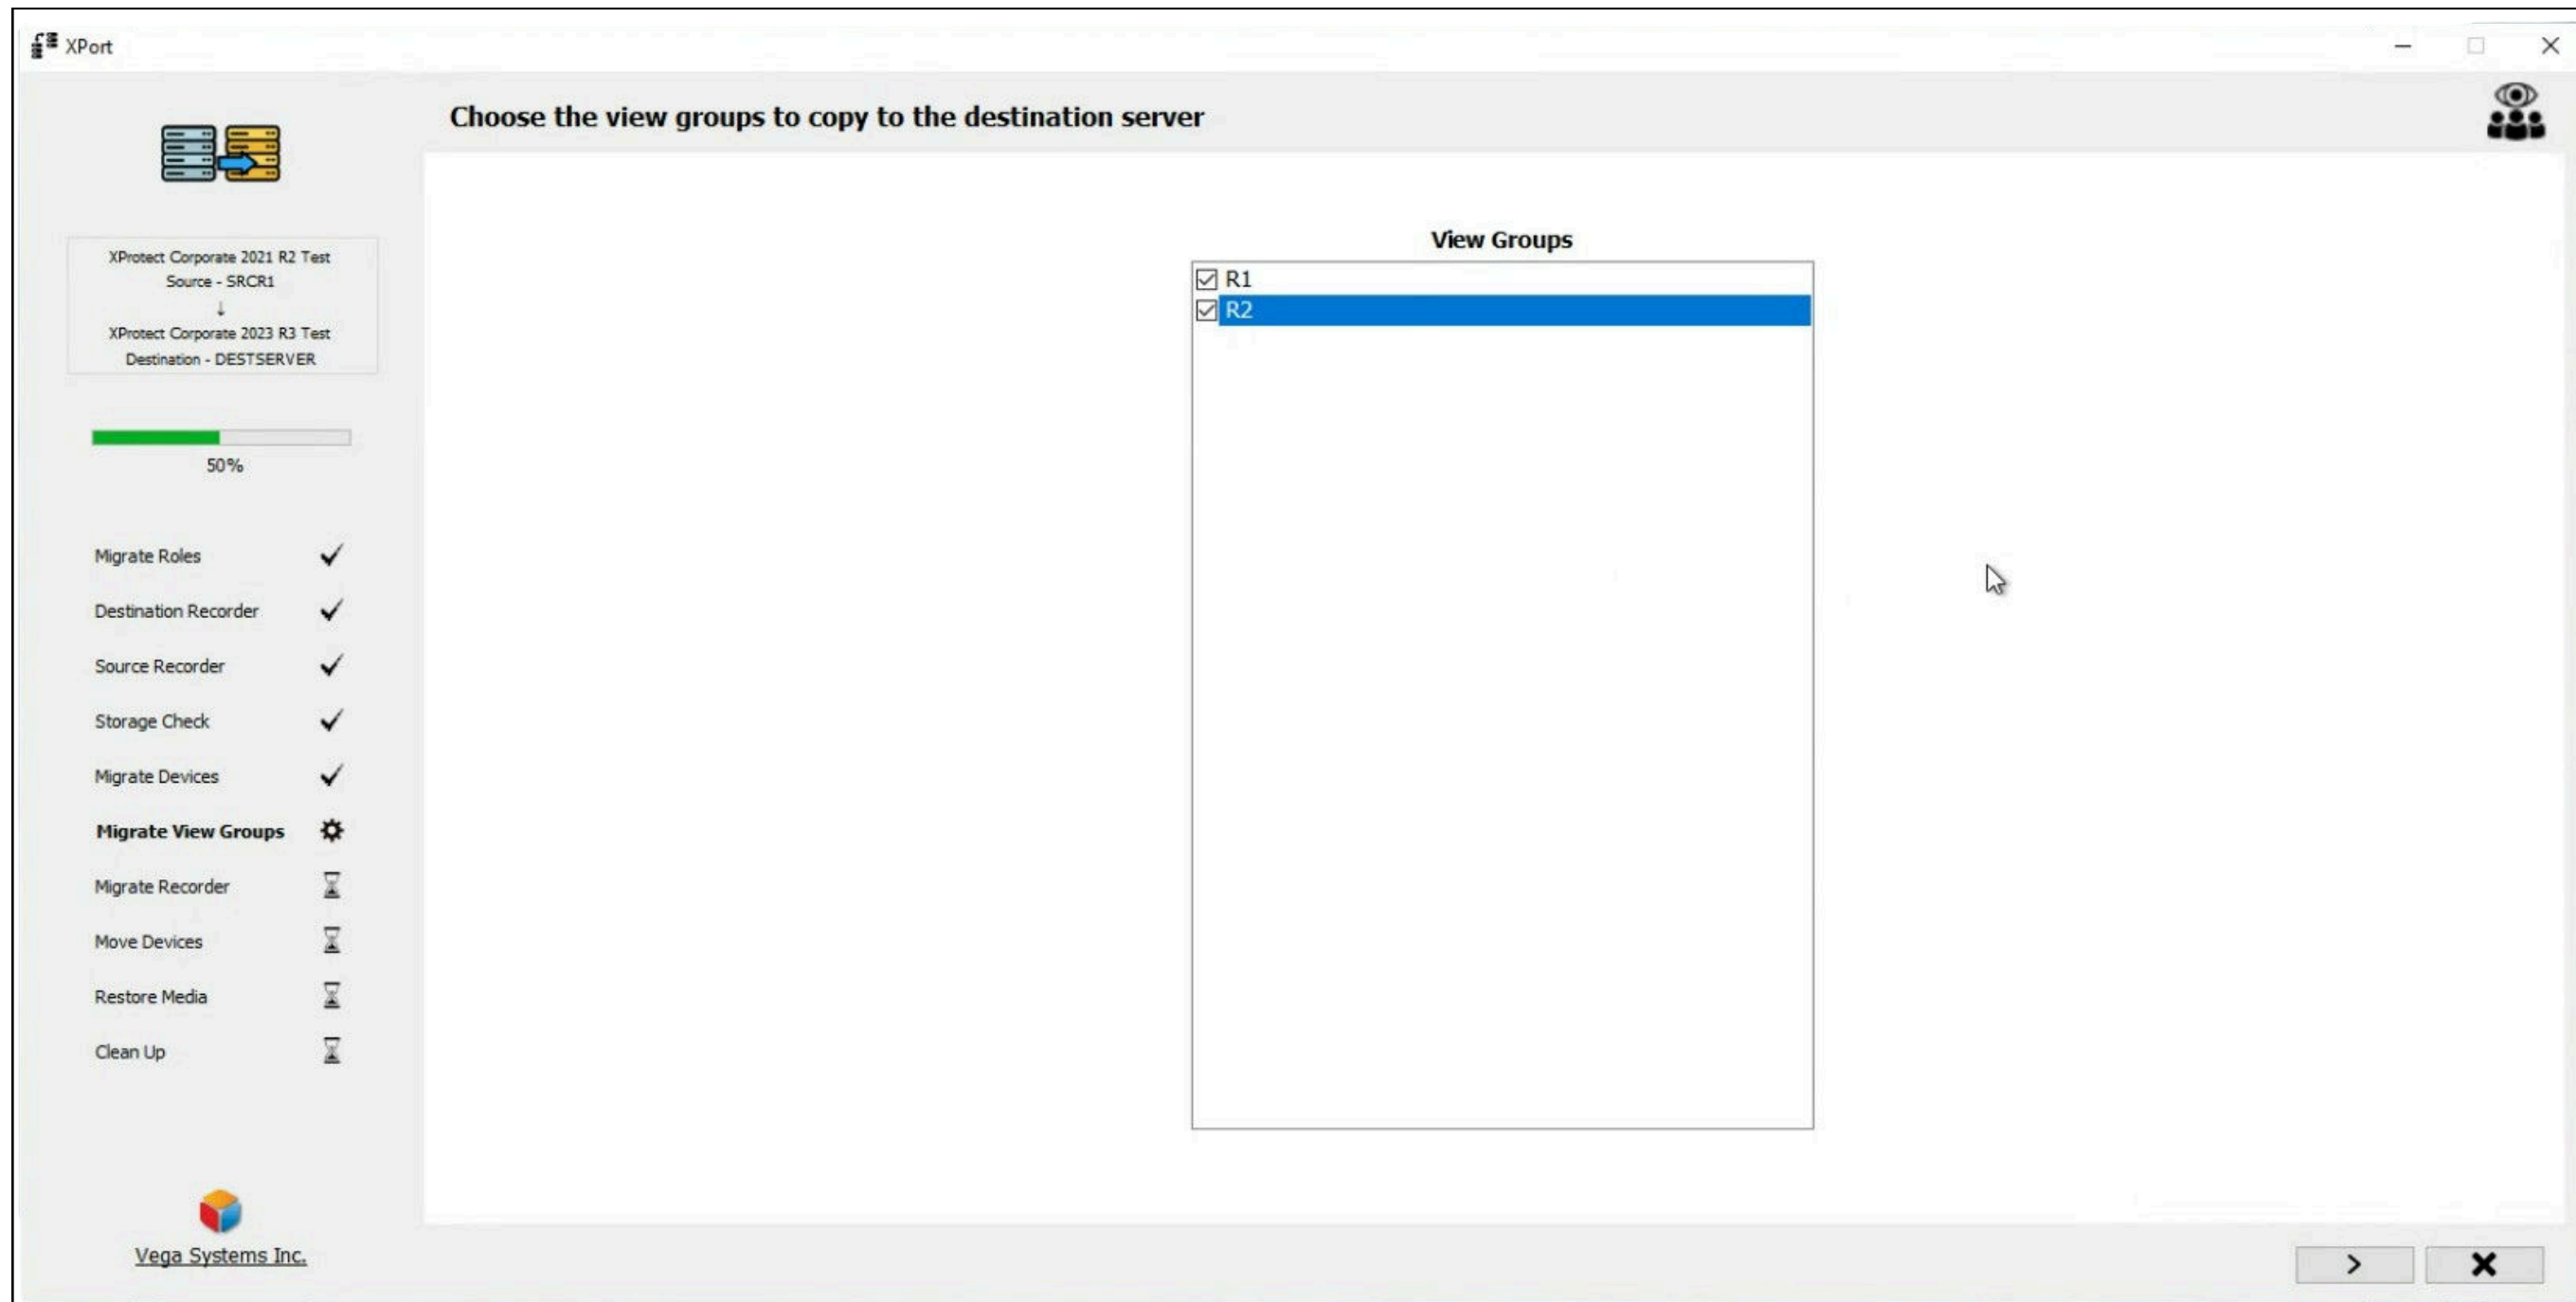 XPort
Choose the view groups to copy to the destination server
XProtect Corporate 2021 R2 Test
Source - SRCR1
↓
XProtect Corporate 2023 R3 Test
Destination - DESTSERVER
50%
Migrate Roles
Destination Recorder
Source Recorder
Storage Check
Migrate Devices
Migrate View Groups
Migrate Recorder
Move Devices
Restore Media
Clean Up
Vega Systems Inc.
View Groups
R1
R2